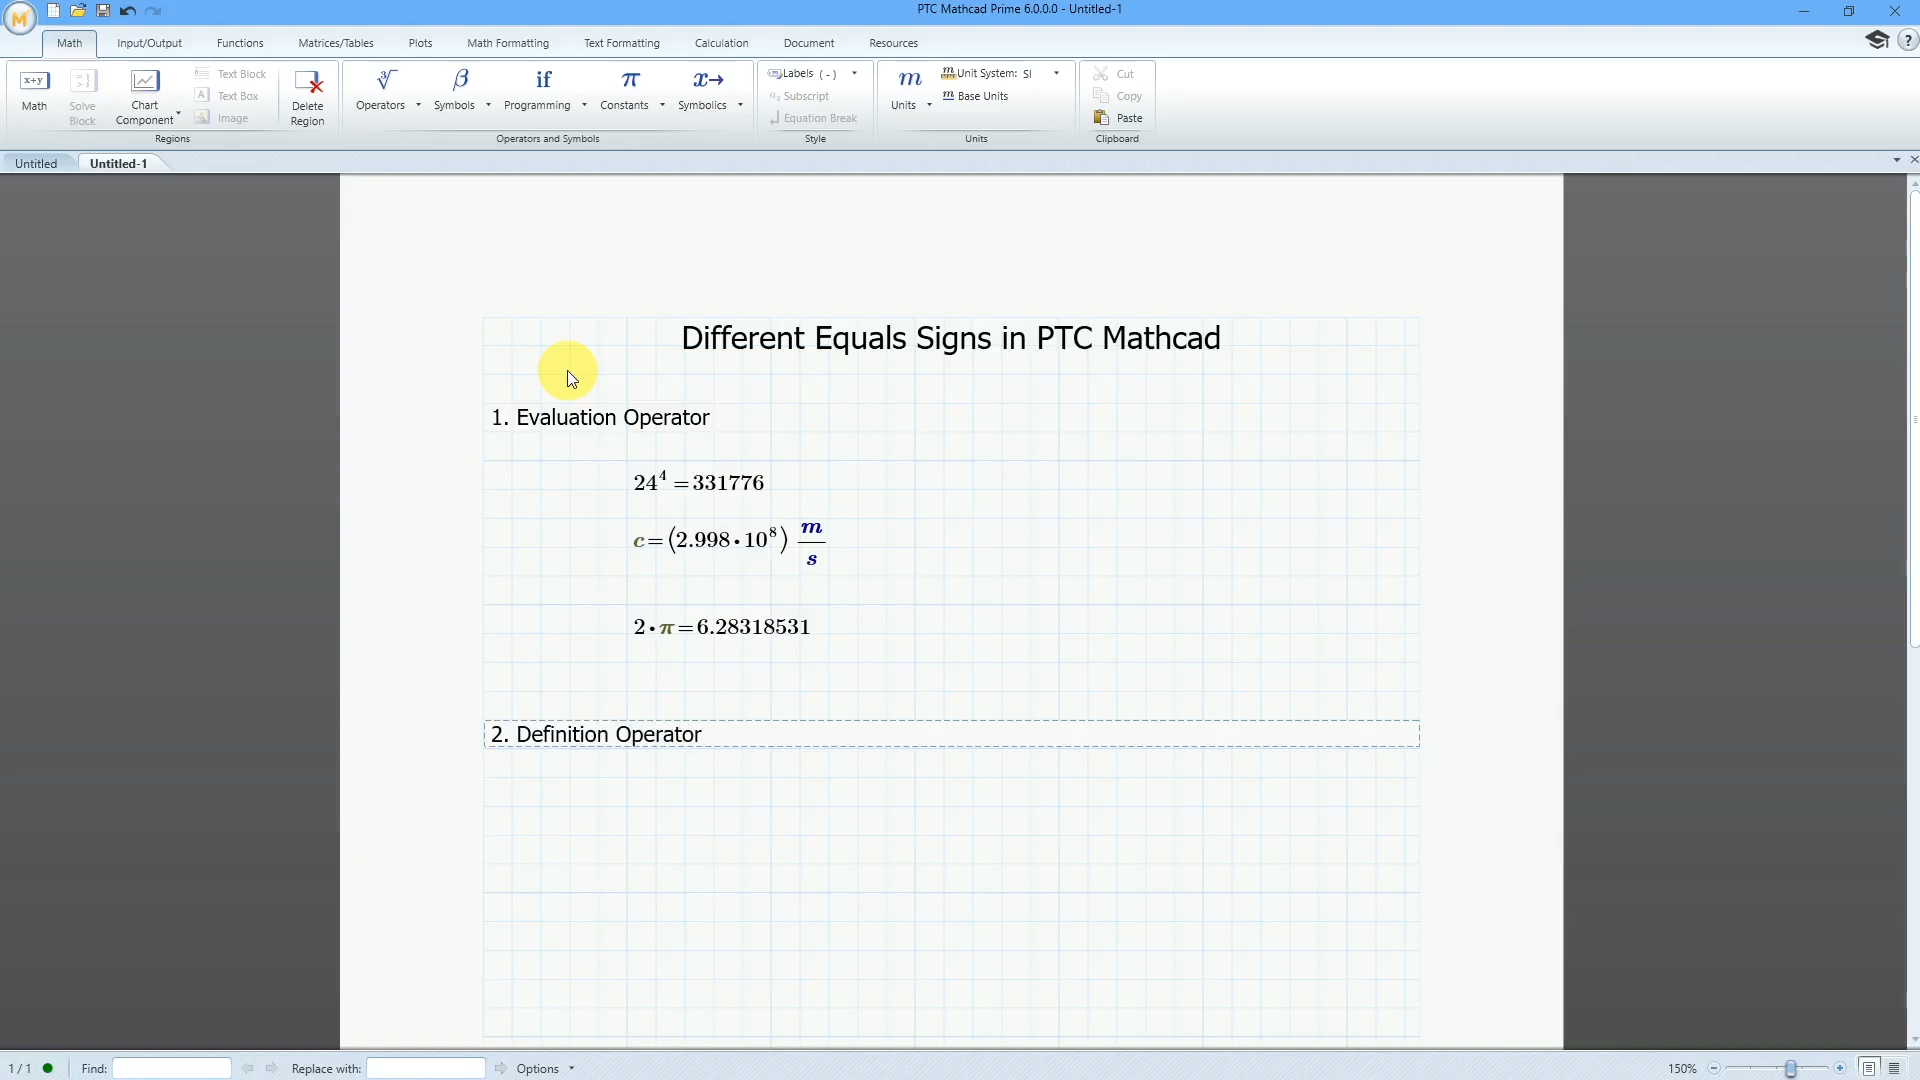 PTC Mathcad Prime 6.0.0.0 - Untitled-1
Math Input/Output Functions Matrices/Tables Plots Math Formatting Text Formatting Calculation Document Resources
Math
Solve Block
Chart Component
Text Block
Text Box
Image
Delete Region
Regions
Operators
Symbols
if Programming
π Constants
Symbolics
Operators and Symbols
Labels ( - )
Subscript
Equation Break
Style
m Units
Unit System: SI
Base Units
Units
Cut
Copy
Paste
Clipboard
Untitled Untitled-1
Different Equals Signs in PTC Mathcad
1. Evaluation Operator
24⁴ = 331776
c = (2.998 • 10⁸) m/s
2 • π = 6.28318531
2. Definition Operator
1 / 1 Find: Replace with: Options 150%